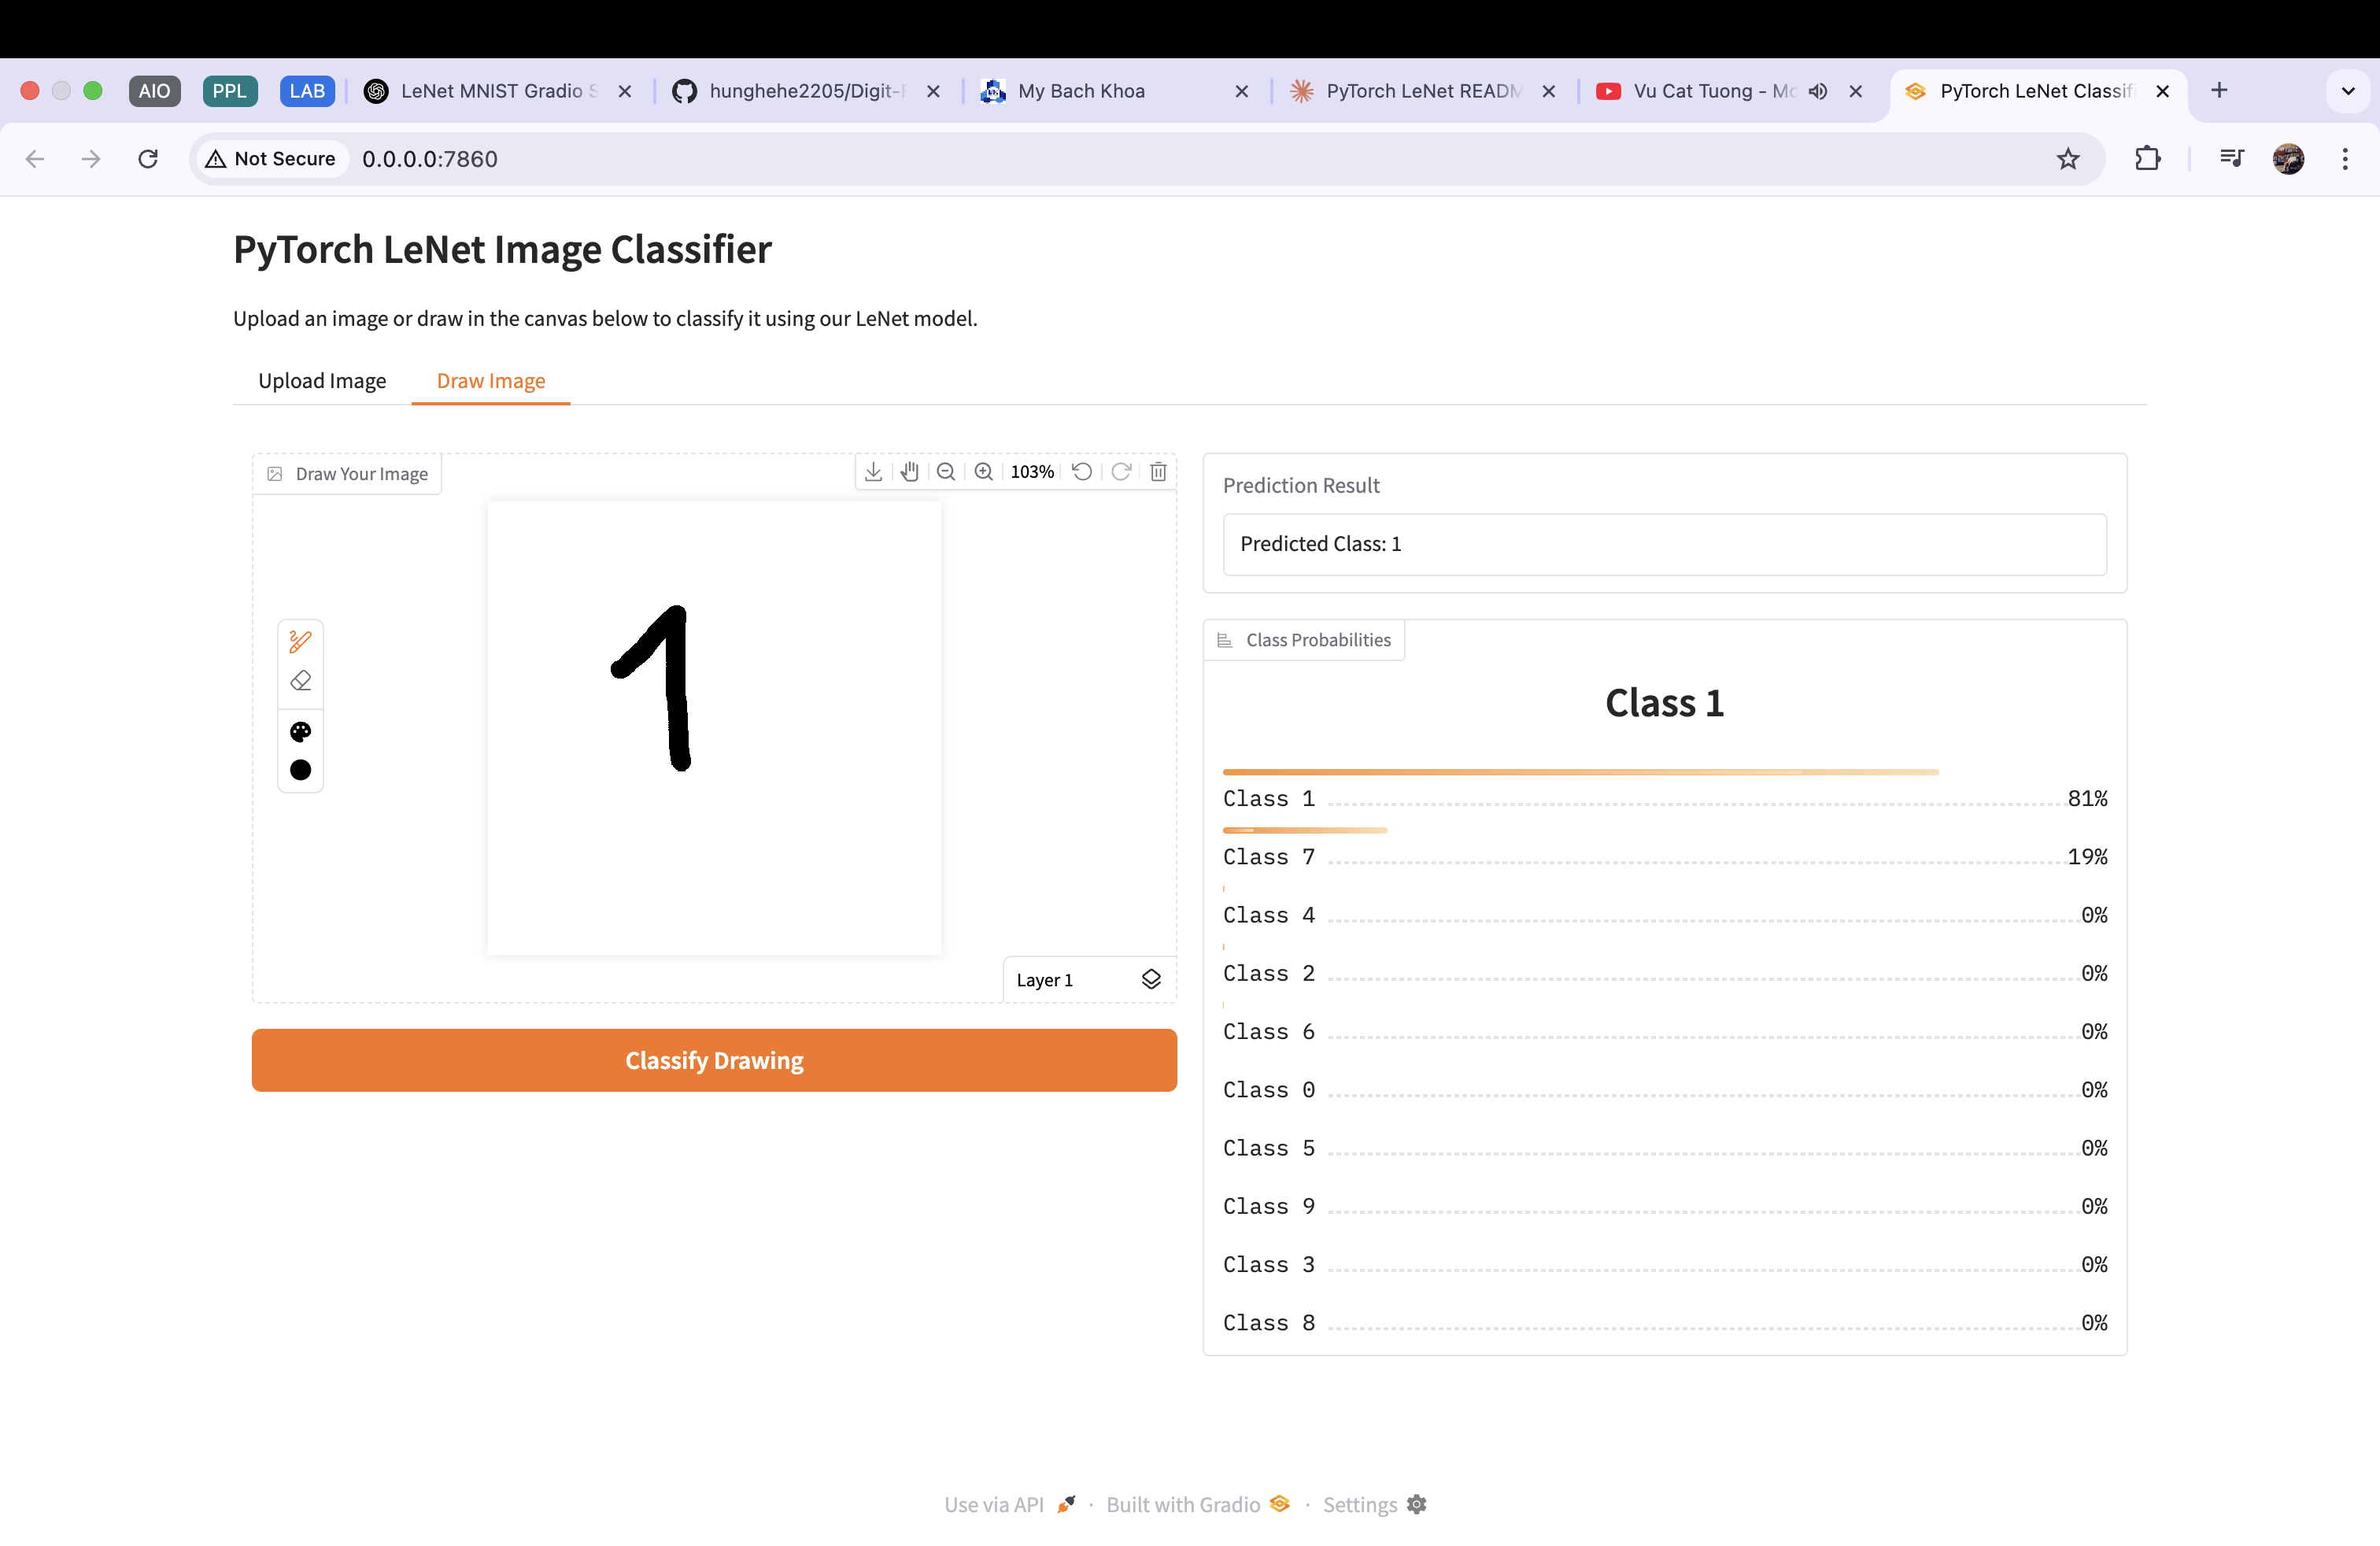 AIO PPL LAB LeNet MNIST Gradio S hunghehe2205/Digit- My Bach Khoa PyTorch LeNet READM Vu Cat Tuong - Mo PyTorch LeNet Classif
Not Secure 0.0.0.0:7860
PyTorch LeNet Image Classifier
Upload an image or draw in the canvas below to classify it using our LeNet model.
Upload Image Draw Image
Draw Your Image 103%
1
Layer 1
Classify Drawing
Prediction Result
Predicted Class: 1
Class Probabilities
Class 1
Class 1 81%
Class 7 19%
Class 4 0%
Class 2 0%
Class 6 0%
Class 0 0%
Class 5 0%
Class 9 0%
Class 3 0%
Class 8 0%
Use via API · Built with Gradio · Settings